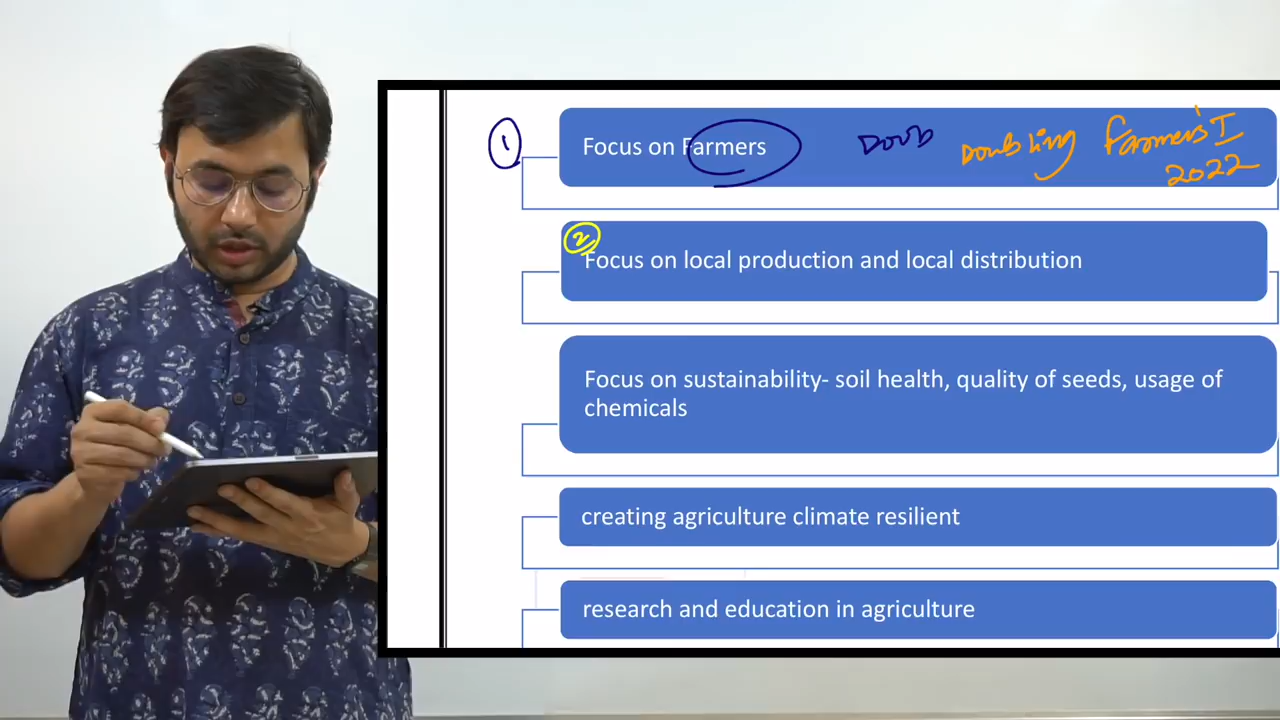 1 Focus on Farmers Doub Doubling Farmer's I
2022
2
Focus on local production and local distribution
Focus on sustainability- soil health, quality of seeds, usage of
chemicals
creating agriculture climate resilient
research and education in agriculture